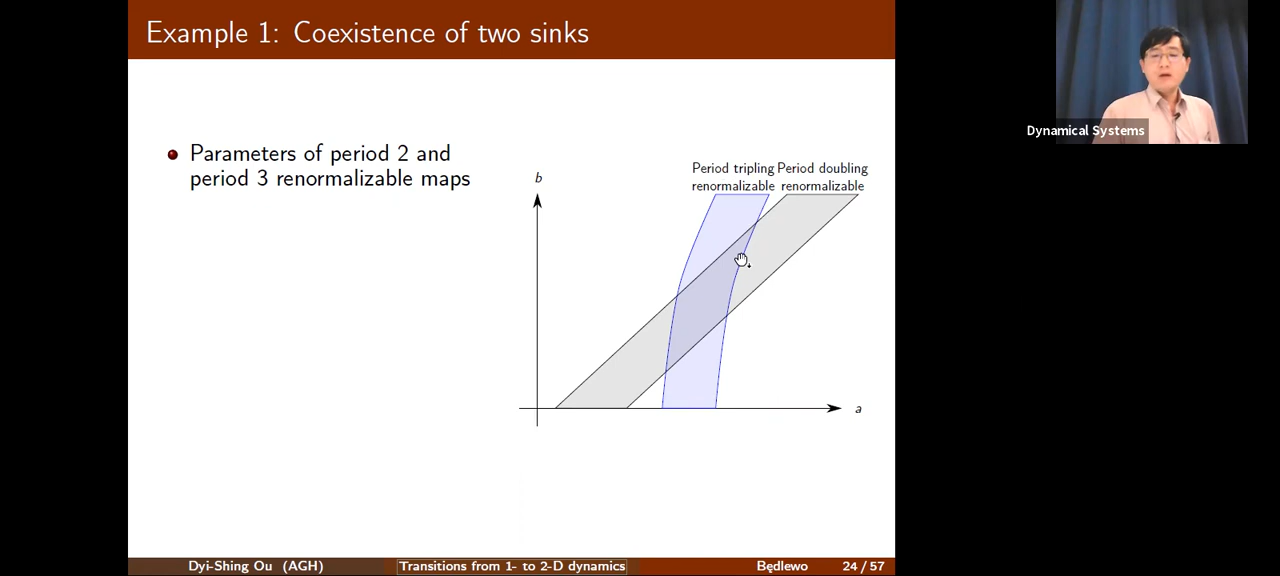 Example 1: Coexistence of two sinks
Parameters of period 2 and
period 3 renormalizable maps
b
Period tripling
renormalizable
Period doubling
renormalizable
a
Dynamical Systems
Dyi-Shing Ou (AGH)
Transitions from 1- to 2-D dynamics
Będlewo
24 / 57